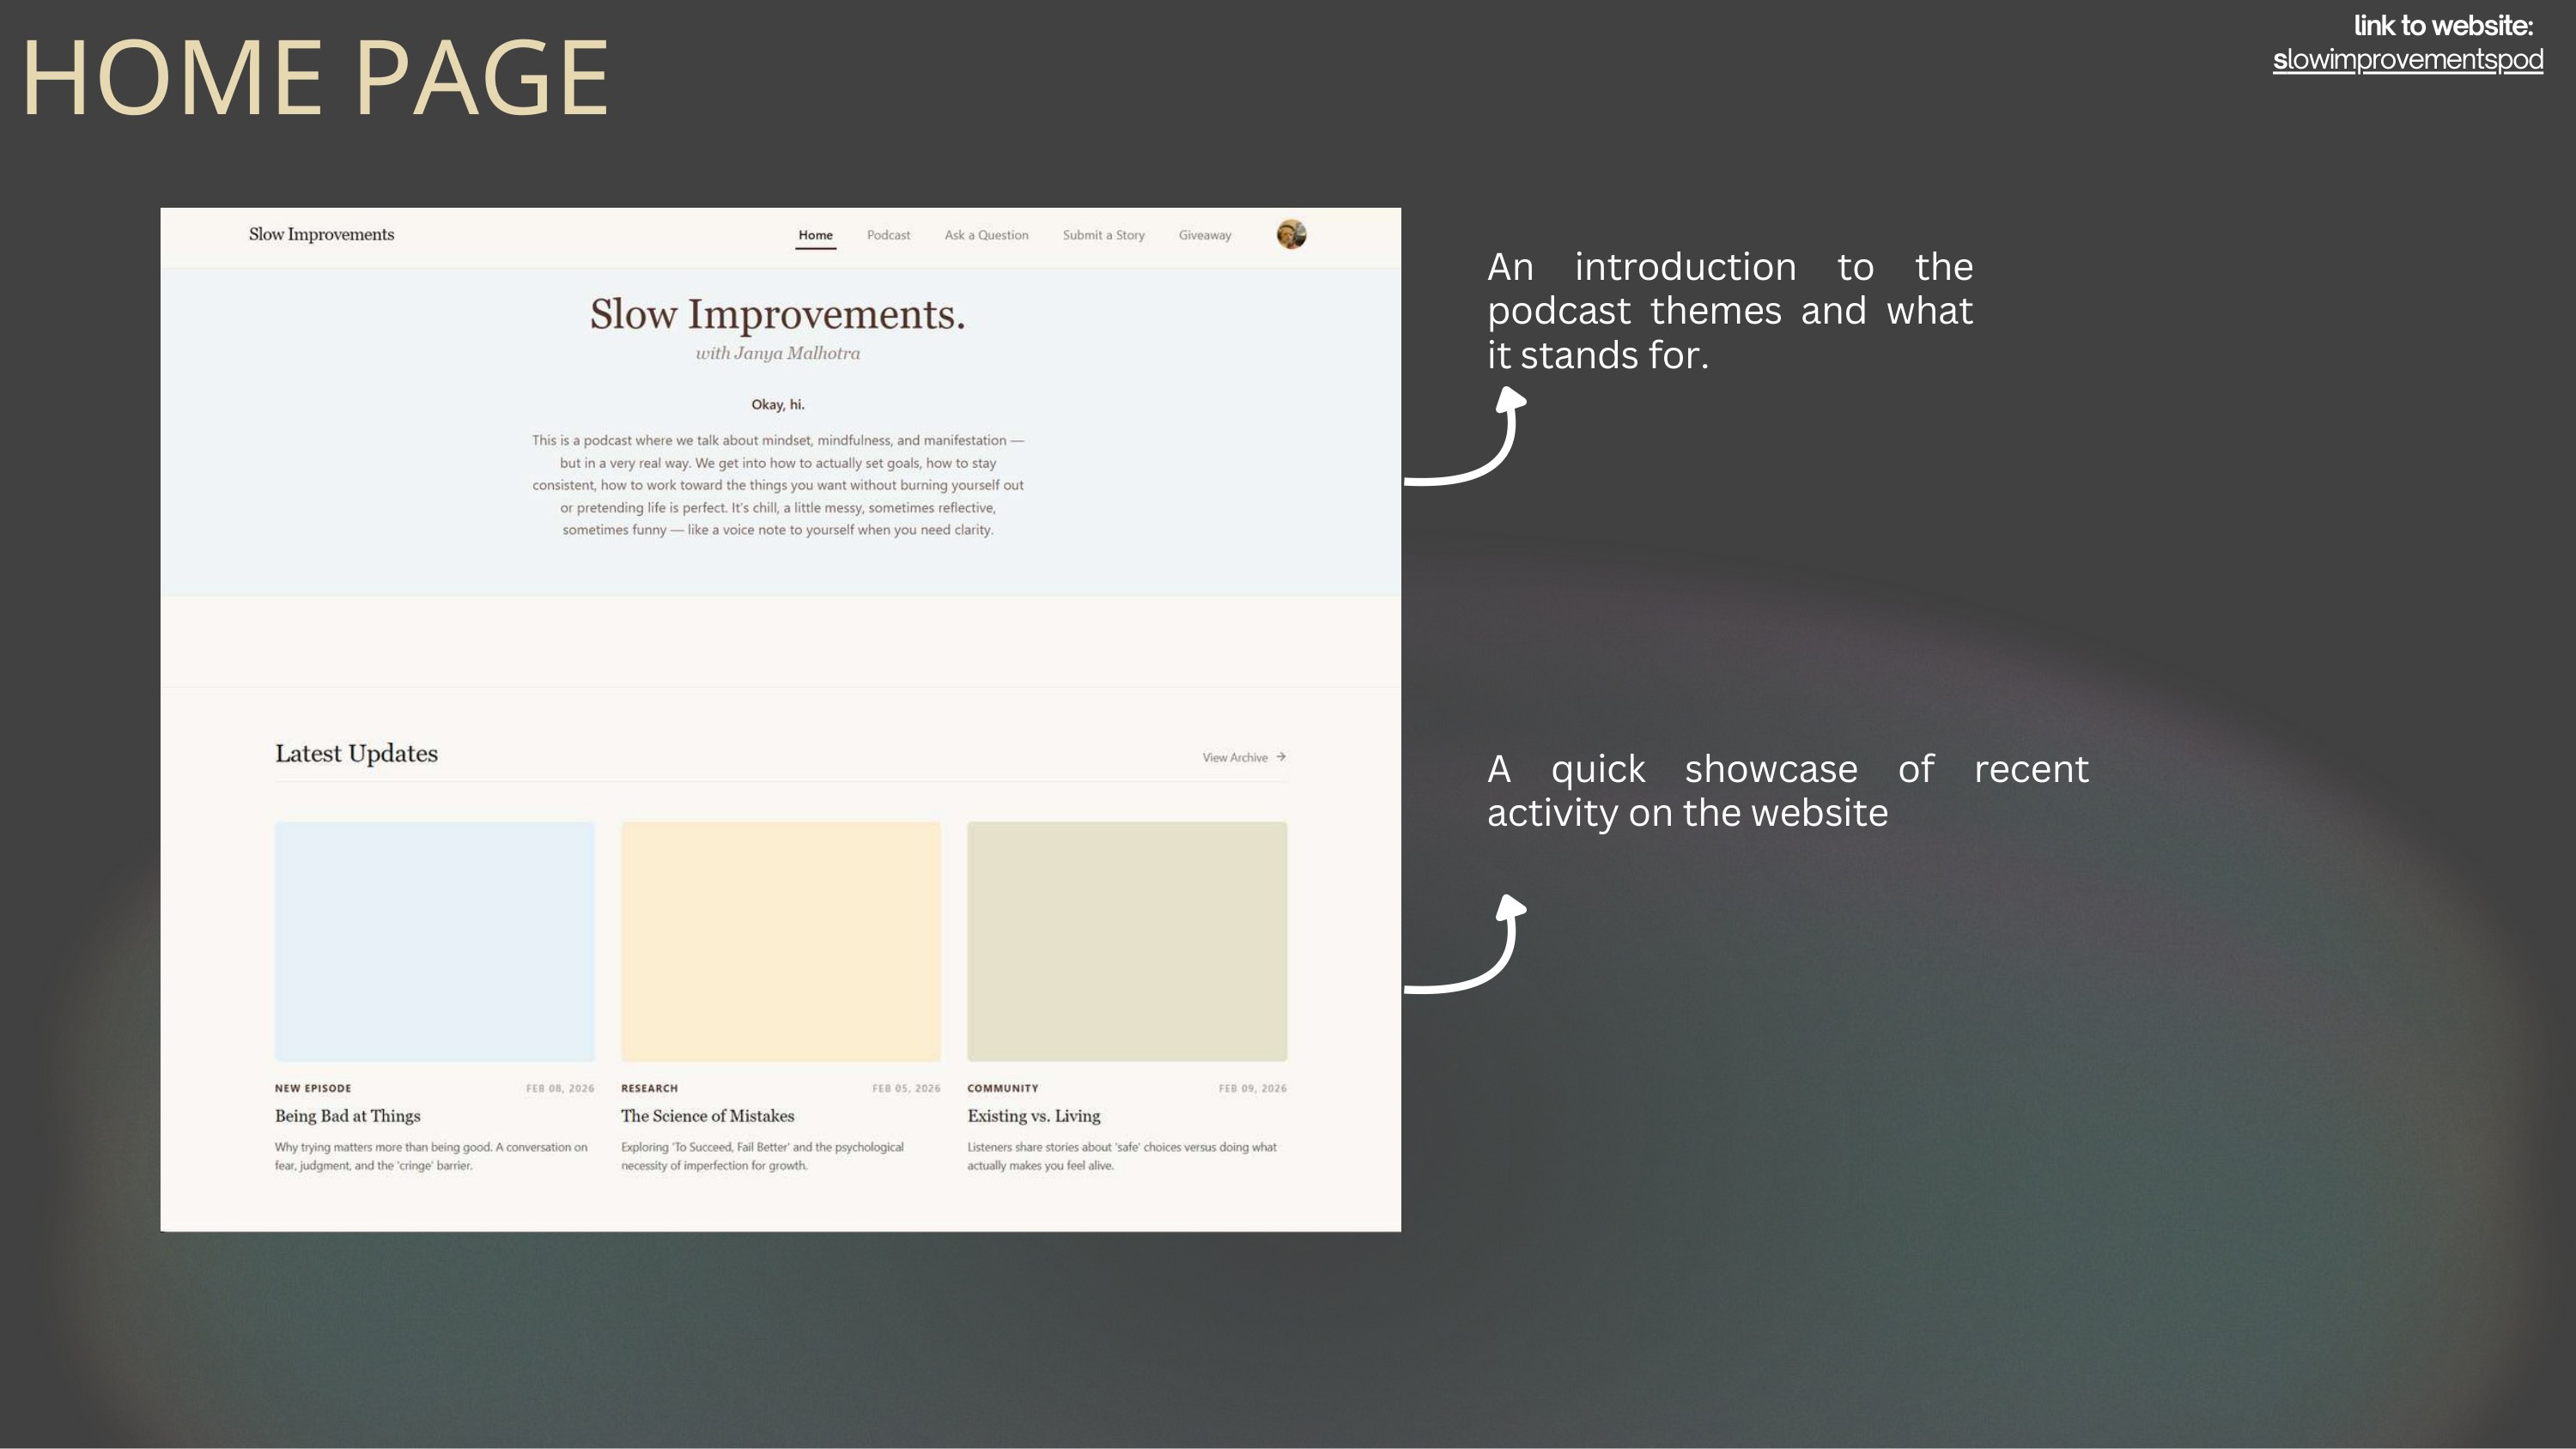 HOME PAGE
link to website:
slowimprovementspod
Slow Improvements
Home Podcast Ask a Question Submit a Story Giveaway
Slow Improvements.
with Janya Malhotra
Okay, hi.
This is a podcast where we talk about mindset, mindfulness, and manifestation —
but in a very real way. We get into how to actually set goals, how to stay
consistent, how to work toward the things you want without burning yourself out
or pretending life is perfect. It's chill, a little messy, sometimes reflective,
sometimes funny — like a voice note to yourself when you need clarity.
An introduction to the
podcast themes and what
it stands for.
Latest Updates
View Archive →
A quick showcase of recent
activity on the website
NEW EPISODE FEB 08, 2026
Being Bad at Things
Why trying matters more than being good. A conversation on
fear, judgment, and the 'cringe' barrier.
RESEARCH FEB 05, 2026
The Science of Mistakes
Exploring 'To Succeed, Fail Better' and the psychological
necessity of imperfection for growth.
COMMUNITY FEB 09, 2026
Existing vs. Living
Listeners share stories about 'safe' choices versus doing what
actually makes you feel alive.